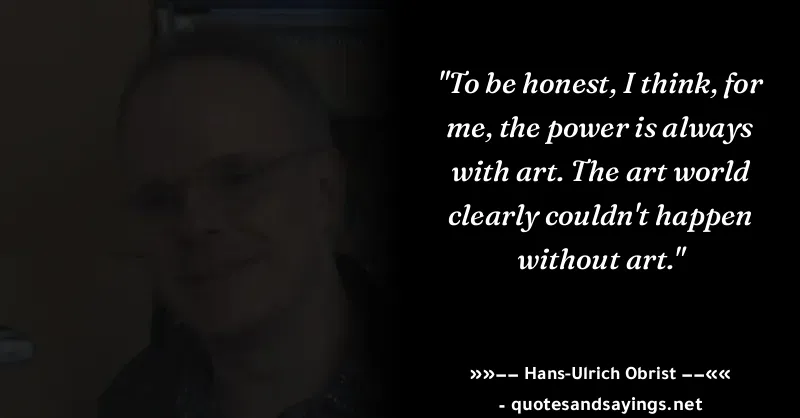 "To be honest, I think, for
me, the power is always
with art. The art world
clearly couldn't happen
without art."
»»–– Hans-Ulrich Obrist ––««
- quotesandsayings.net